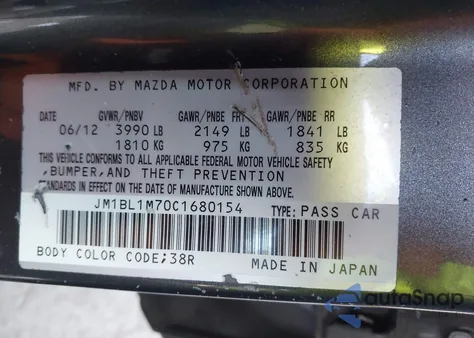 MFD. BY MAZDA MOTOR CORPORATION
DATE GVWR/PNBV GAWR/PNBE FRT GAWR/PNBE RR
06/12 3990 LB 2149 LB 1841 LB
1810 KG 975 KG 835 KG
THIS VEHICLE CONFORMS TO ALL APPLICABLE FEDERAL MOTOR VEHICLE SAFETY
,BUMPER,AND THEFT PREVENTION
STANDARDS IN EFFECT ON THE DATE OF MANUFACTURE SHOWN ABOVE.
JM1BL1M70C1680154 TYPE: PASS CAR
BODY COLOR CODE;38R MADE IN JAPAN
autoSnap